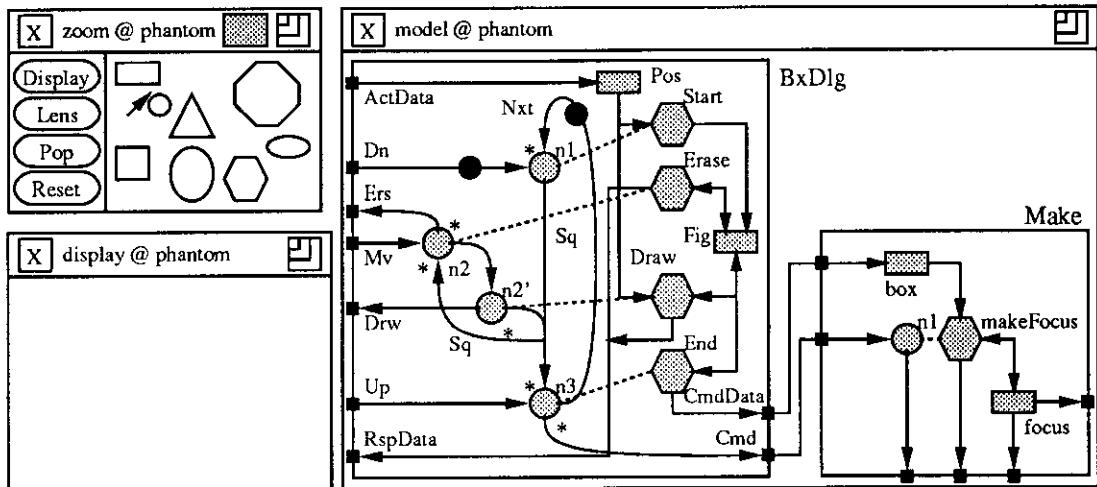 X zoom @ phantom
Display
Lens
Pop
Reset
X display @ phantom
X model @ phantom
BxDlg
ActData
Pos
Nxt
Start
Dn
*
n1
Erase
Ers
*
Sq
Mv
*
n2
Fig
Draw
n2'
Drw
Sq
*
End
Up
*
n3
CmdData
*
RspData
Cmd
Make
box
n1
makeFocus
focus